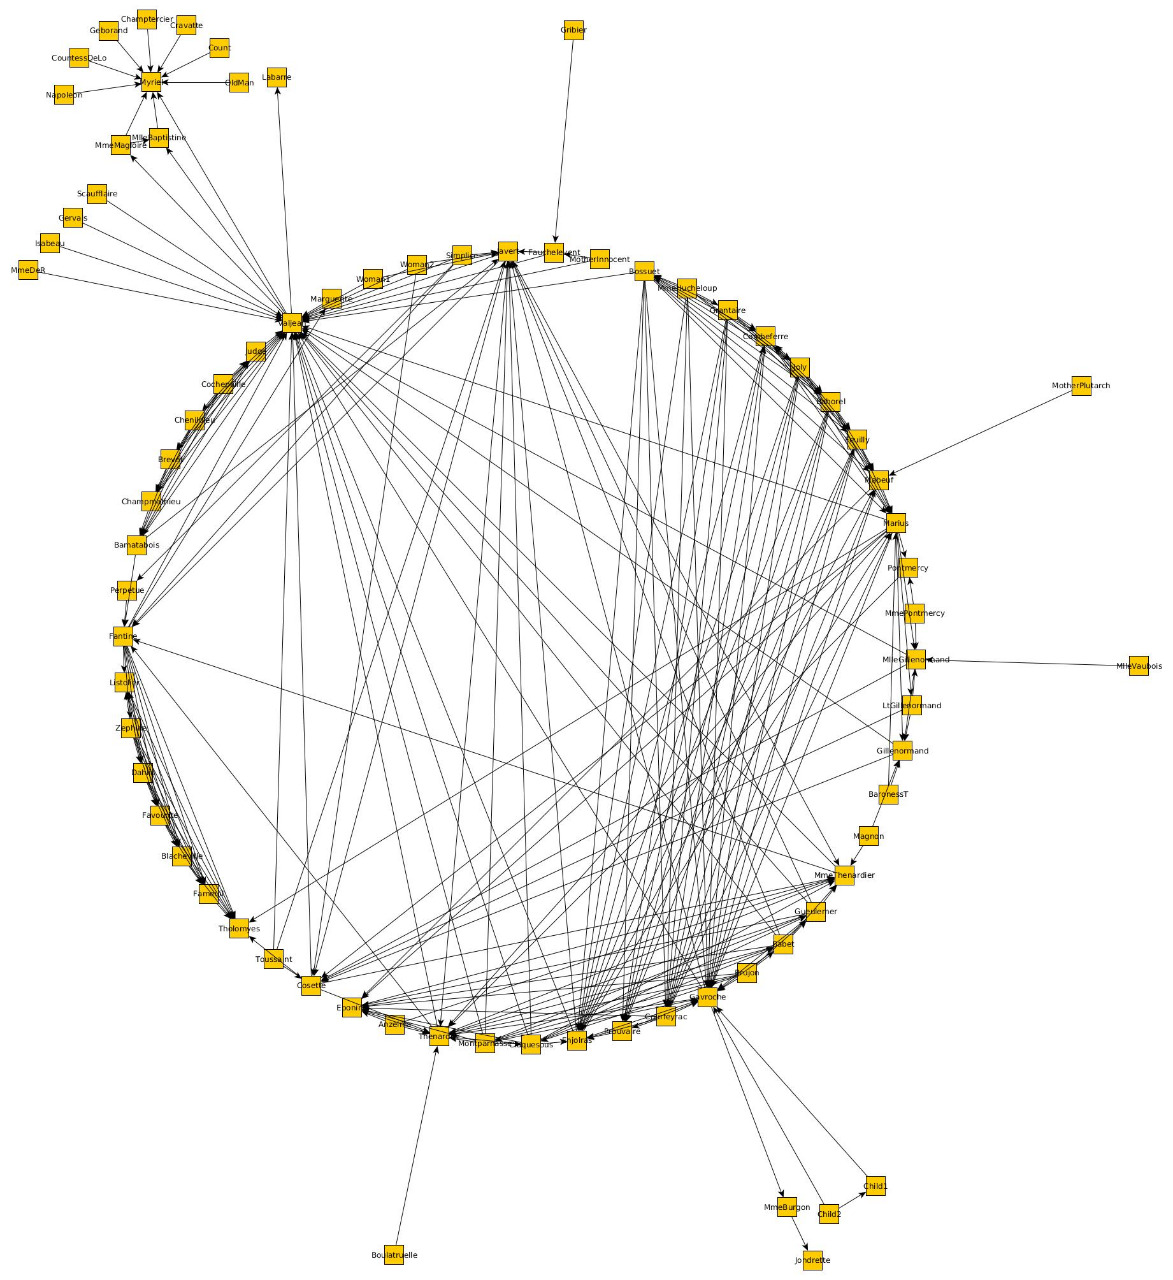 Champtercier
Cravatte
Geborand
Count
CountessDeLo
Myriel
OldMan
Labarre
Napoleon
Gribier
MlleBaptistine
MmeMagloire
Scaufflaire
Gervais
Isabeau
MmeDeR
Simplice
Javert
Fauchelevent
MotherInnocent
Woman2
Woman1
Bossuet
Marguerite
MmeHucheloup
Grantaire
Valjean
Combeferre
Judge
Joly
Cochepaille
MotherPlutarch
Bahorel
Chenildieu
Feuilly
Brevet
Mabeuf
Champmathieu
Marius
Bamatabois
Pontmercy
Perpetue
MmePontmercy
Fantine
MlleGillenormand
MlleVaubois
Listolier
LtGillenormand
Zephine
Gillenormand
Dahlia
BaronessT
Favourite
Magnon
Blacheville
MmeThenardier
Fameuil
Gueulemer
Tholomyes
Babet
Toussaint
Brujon
Cosette
Gavroche
Eponine
Courfeyrac
Anzelma
Prouvaire
Thenardier
Enjolras
Montparnasse
Claquesous
Child1
MmeBurgon
Child2
Boulatruelle
Jondrette